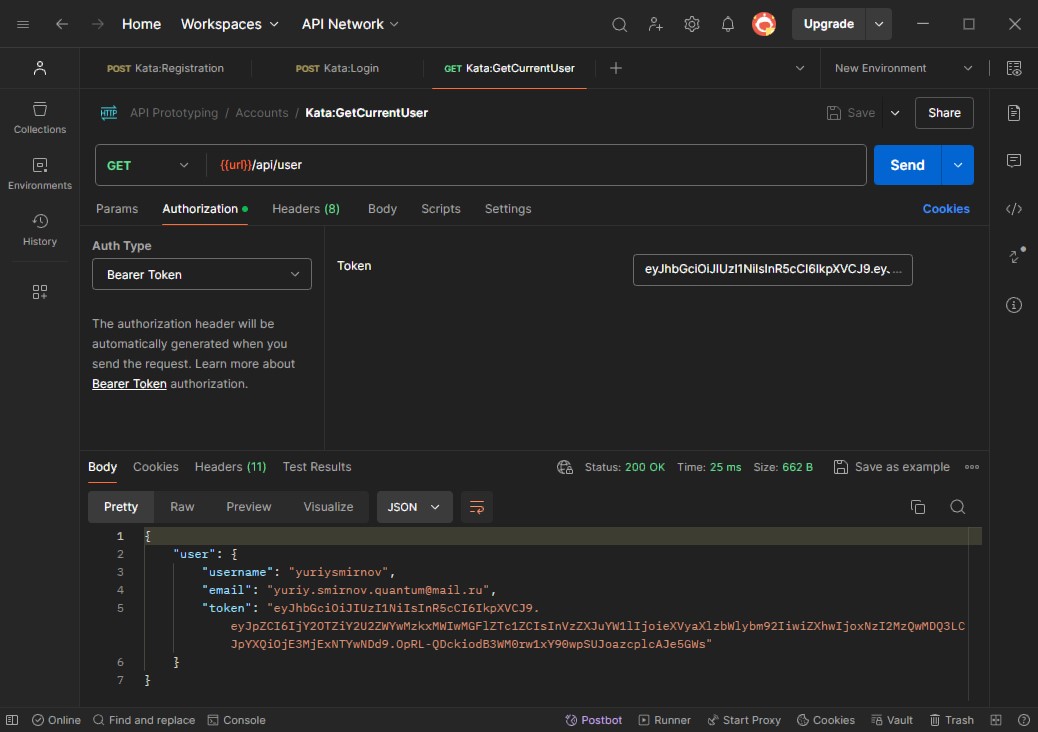 Home Workspaces API Network Upgrade
POST Kata:Registration POST Kata:Login GET Kata:GetCurrentUser New Environment
HTTP API Prototyping / Accounts / Kata:GetCurrentUser Save Share
Collections
GET {{url}}/api/user Send
Environments
Params Authorization Headers (8) Body Scripts Settings Cookies
History
Auth Type
Bearer Token
Token eyJhbGciOiJIUzI1NiIsInR5cCI6IkpXVCJ9.ey. ...
The authorization header will be
automatically generated when you
send the request. Learn more about
Bearer Token authorization.
Body Cookies Headers (11) Test Results Status: 200 OK Time: 25 ms Size: 662 B Save as example
Pretty Raw Preview Visualize JSON
1 {
2 "user": {
3 "username": "yuriysmirnov",
4 "email": "yuriy.smirnov.quantum@mail.ru",
5 "token": "eyJhbGciOiJIUzI1NiIsInR5cCI6IkpXVCJ9.
eyJpZCI6IjY2OTZiY2U2ZWYwMzkxMWIwMGFlZTc1ZCIsInVzZXJuYW1lIjoieXVyaXlzbWlybm92IiwiZXhwIjoxNzI2MzQwMDQ3LC
JpYXQiOjE3MjExNTYwNDd9.OpRL-QDckiodB3WM0rw1xY90wpSUJoazcplcAJe5GWs"
6 }
7 }
Online Find and replace Console Postbot Runner Start Proxy Cookies Vault Trash